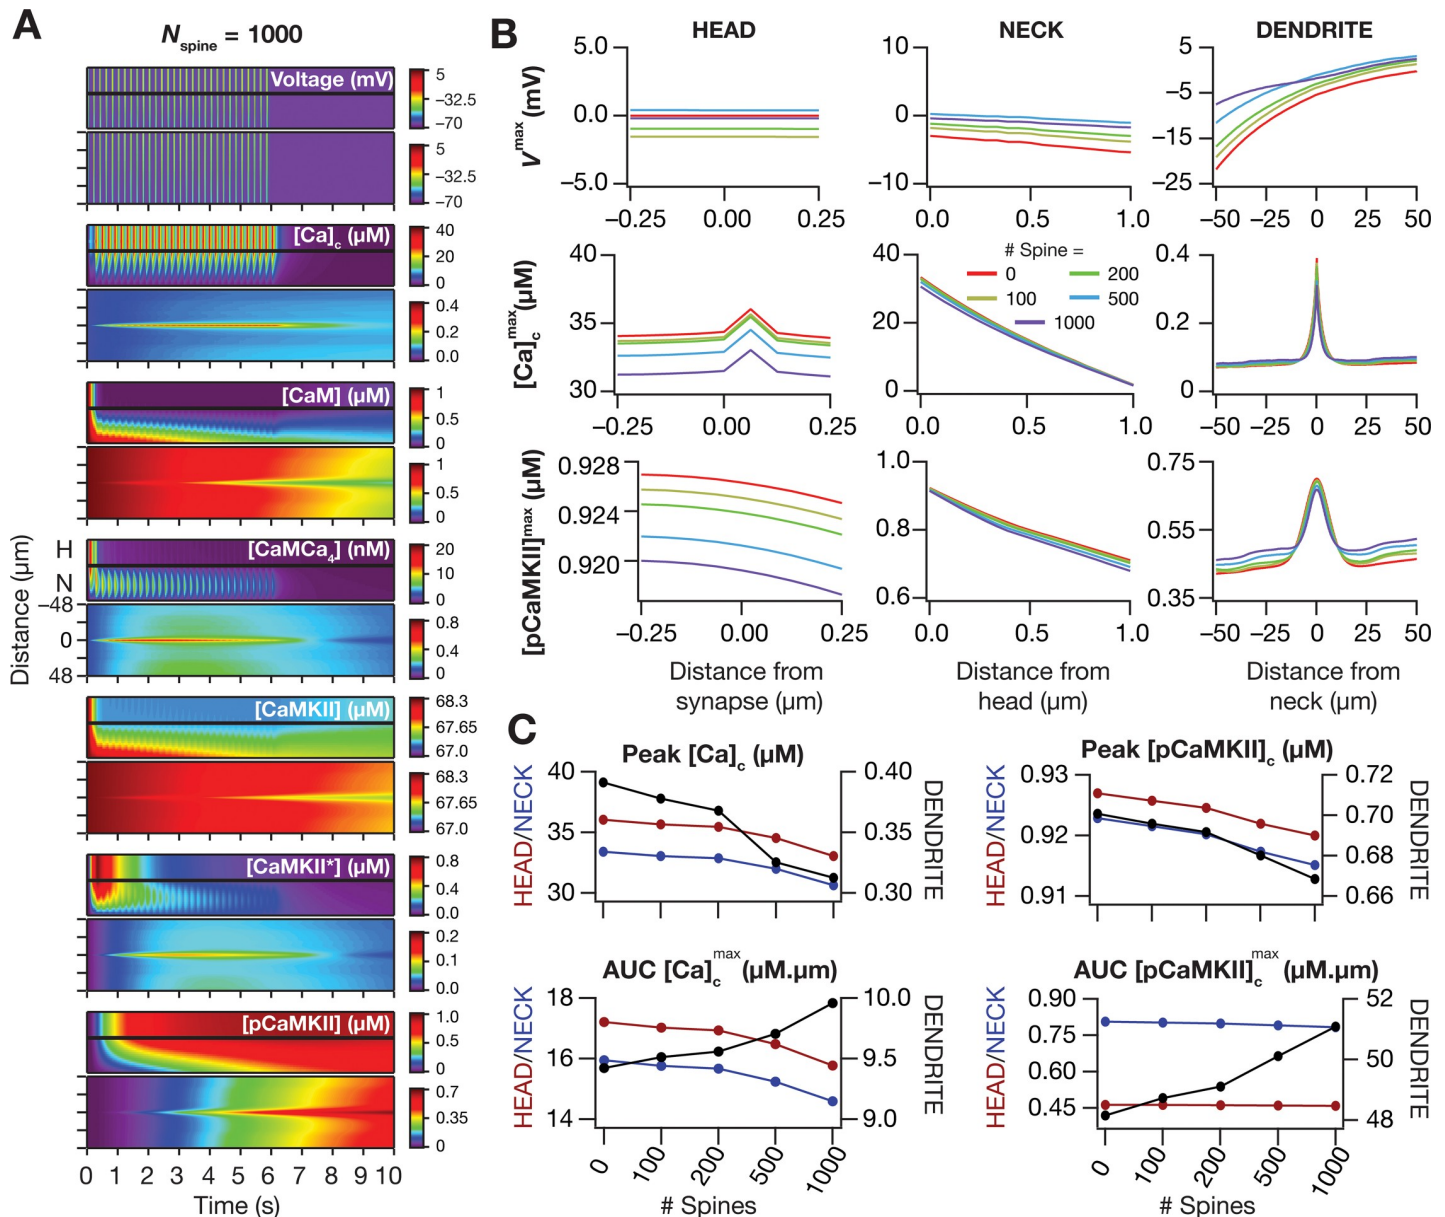 A
N_spine = 1000
Voltage (mV)
5
−32.5
−70
5
−32.5
−70
[Ca]_c (µM)
40
20
0
0.4
0.2
0.0
[CaM] (µM)
1
0.5
0
1
0.5
0
[CaMCa_4] (nM)
20
10
0
0.8
0.4
0
Distance (µm)
H
N
−48
0
48
[CaMKII] (µM)
68.3
67.65
67.0
68.3
67.65
67.0
[CaMKII*] (µM)
0.8
0.4
0.0
0.2
0.1
0.0
[pCaMKII] (µM)
1.0
0.5
0
0.7
0.35
0
0 1 2 3 4 5 6 7 8 9 10
Time (s)
B
HEAD NECK DENDRITE
V^max (mV)
5.0
0.0
−5.0
−0.25 0.00 0.25
10
0
−10
0.0 0.5 1.0
5
−5
−15
−25
−50 −25 0 25 50
[Ca]_c^max (µM)
40
35
30
−0.25 0.00 0.25
40
20
0
0.0 0.5 1.0
# Spine =
0 200
100 500
1000
0.4
0.2
0
−50 −25 0 25 50
[pCaMKII]^max (µM)
0.928
0.924
0.920
−0.25 0.00 0.25
1.0
0.8
0.6
0.0 0.5 1.0
0.75
0.55
0.35
−50 −25 0 25 50
Distance from
synapse (µm)
Distance from
head (µm)
Distance from
neck (µm)
C
Peak [Ca]_c (µM)
HEAD/NECK
40
35
30
0.40
0.35
0.30
DENDRITE
Peak [pCaMKII]_c (µM)
HEAD/NECK
0.93
0.92
0.91
0.72
0.70
0.68
0.66
DENDRITE
AUC [Ca]_c^max (µM.µm)
HEAD/NECK
18
16
14
10.0
9.5
9.0
DENDRITE
0 100 200 500 1000
# Spines
AUC [pCaMKII]_c^max (µM.µm)
HEAD/NECK
0.90
0.75
0.60
0.45
52
50
48
DENDRITE
0 100 200 500 1000
# Spines